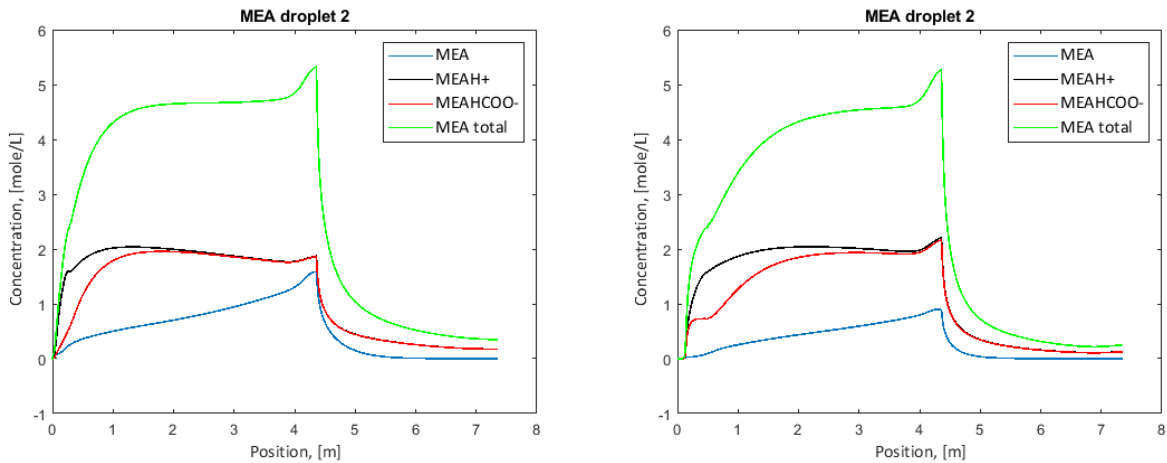 MEA droplet 2
6
5
4
3
2
1
0
-1
Concentration, [mole/L]
0 1 2 3 4 5 6 7 8
Position, [m]
MEA
MEAH+
MEAHCOO-
MEA total
MEA droplet 2
6
5
4
3
2
1
0
-1
Concentration, [mole/L]
0 1 2 3 4 5 6 7 8
Position, [m]
MEA
MEAH+
MEAHCOO-
MEA total